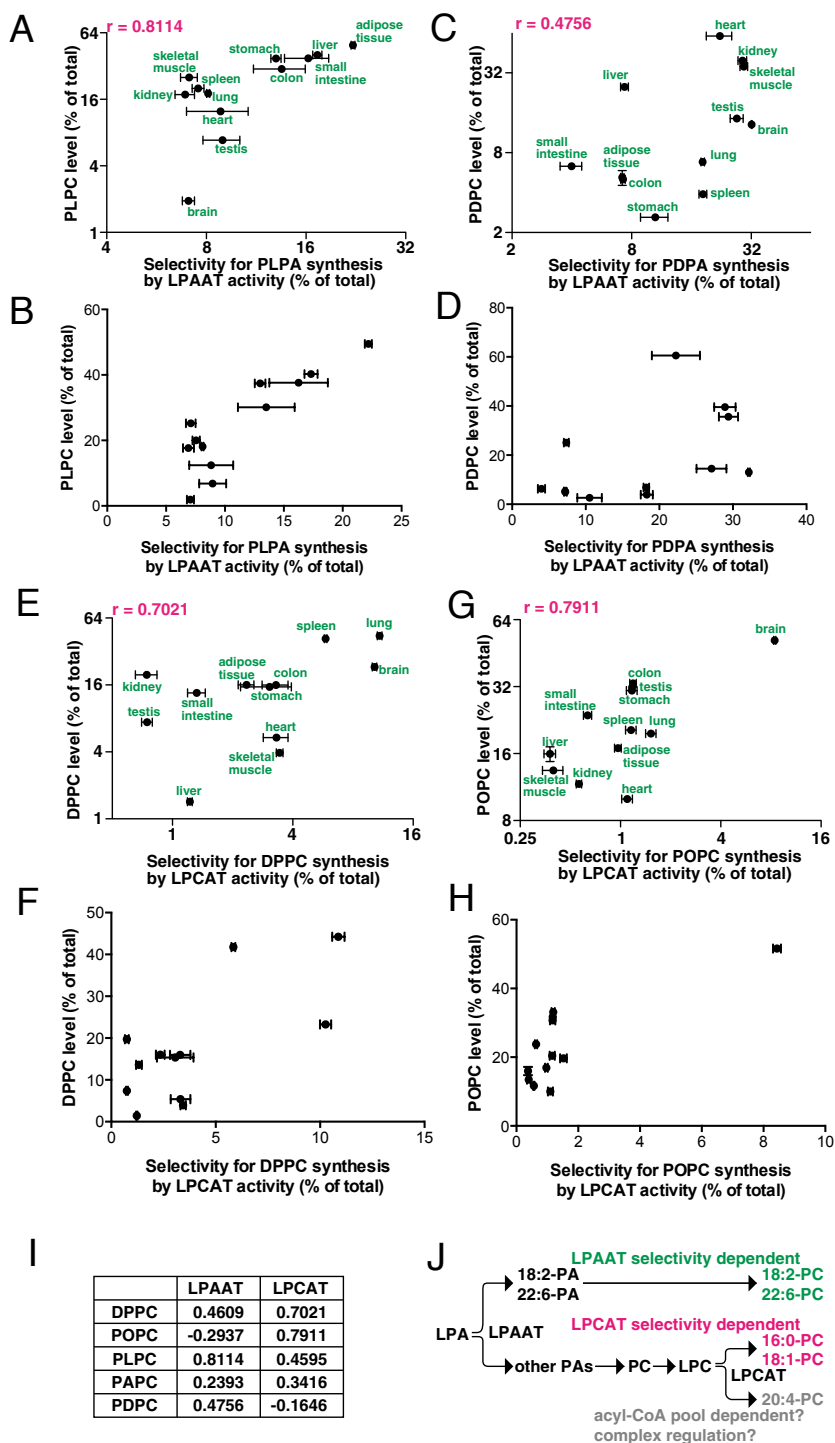 A
r = 0.8114
PLPC level (% of total)
64
16
4
1
4
8
16
32
adipose
tissue
stomach
liver
skeletal
muscle
spleen
colon
small
intestine
kidney
lung
heart
testis
brain
Selectivity for PLPA synthesis
by LPAAT activity (% of total)
C
r = 0.4756
PDPC level (% of total)
32
8
2
2
8
32
heart
kidney
skeletal
muscle
liver
testis
brain
small
intestine
adipose
tissue
colon
lung
spleen
stomach
Selectivity for PDPA synthesis
by LPAAT activity (% of total)
B
PLPC level (% of total)
60
40
20
0
0
5
10
15
20
25
Selectivity for PLPA synthesis
by LPAAT activity (% of total)
D
PDPC level (% of total)
80
60
40
20
0
0
10
20
30
40
Selectivity for PDPA synthesis
by LPAAT activity (% of total)
E
r = 0.7021
DPPC level (% of total)
64
16
4
1
1
4
16
spleen
lung
brain
kidney
adipose
tissue
colon
stomach
small
intestine
testis
heart
skeletal
muscle
liver
Selectivity for DPPC synthesis
by LPCAT activity (% of total)
G
r = 0.7911
POPC level (% of total)
64
32
16
8
0.25
1
4
16
brain
colon
testis
stomach
small
intestine
spleen
lung
liver
adipose
tissue
skeletal
muscle
kidney
heart
Selectivity for POPC synthesis
by LPCAT activity (% of total)
F
DPPC level (% of total)
50
40
30
20
10
0
0
5
10
15
Selectivity for DPPC synthesis
by LPCAT activity (% of total)
H
POPC level (% of total)
60
40
20
0
0
2
4
6
8
10
Selectivity for POPC synthesis
by LPCAT activity (% of total)
I
LPAAT LPCAT
DPPC 0.4609 0.7021
POPC -0.2937 0.7911
PLPC 0.8114 0.4595
PAPC 0.2393 0.3416
PDPC 0.4756 -0.1646
J
LPAAT selectivity dependent
18:2-PA
22:6-PA
18:2-PC
22:6-PC
LPA
LPAAT
LPCAT selectivity dependent
other PAs
PC
LPC
16:0-PC
18:1-PC
LPCAT
20:4-PC
acyl-CoA pool dependent?
complex regulation?